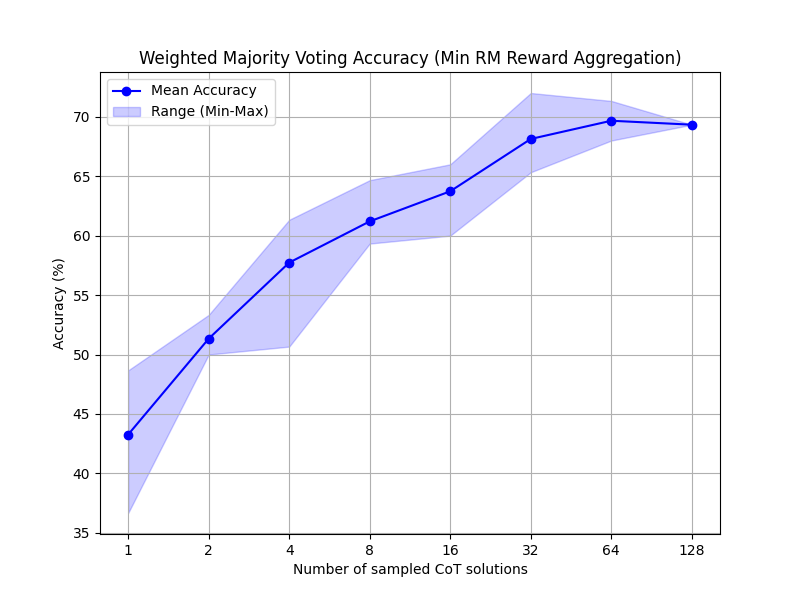 Weighted Majority Voting Accuracy (Min RM Reward Aggregation)
Mean Accuracy
Range (Min-Max)
Accuracy (%)
70
65
60
55
50
45
40
35
1 2 4 8 16 32 64 128
Number of sampled CoT solutions